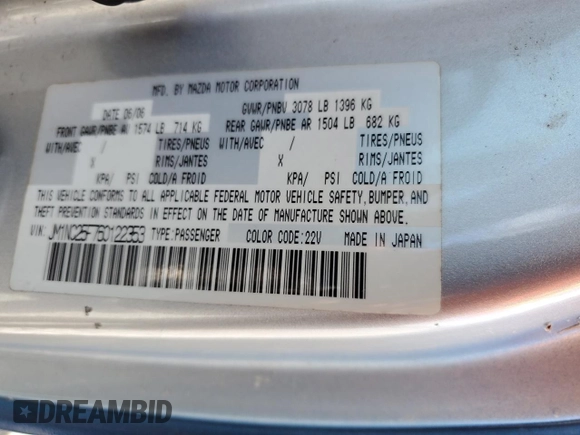 MFD. BY MAZDA MOTOR CORPORATION
DATE 06/06 GVWR/PNBV 3078 LB 1396 KG
FRONT GAWR/PNBE AV 1574 LB 714 KG REAR GAWR/PNBE AR 1504 LB 682 KG
WITH/AVEC / TIRES/PNEUS WITH/AVEC / TIRES/PNEUS
X RIMS/JANTES X RIMS/JANTES
KPA/ PSI COLD/A FROID KPA/ PSI COLD/A FROID
THIS VEHICLE CONFORMS TO ALL APPLICABLE FEDERAL MOTOR VEHICLE SAFETY, BUMPER, AND
THEFT PREVENTION STANDARDS IN EFFECT ON THE DATE OF MANUFACTURE SHOWN ABOVE.
VIN: JM1NC25F760122353 TYPE:PASSENGER COLOR CODE:22V MADE IN JAPAN
DREAMBID